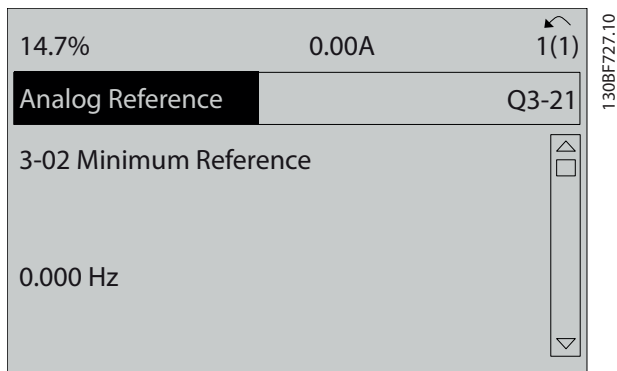 14.7% 0.00A 1(1)
Analog Reference Q3-21
3-02 Minimum Reference
0.000 Hz
130BF727.10